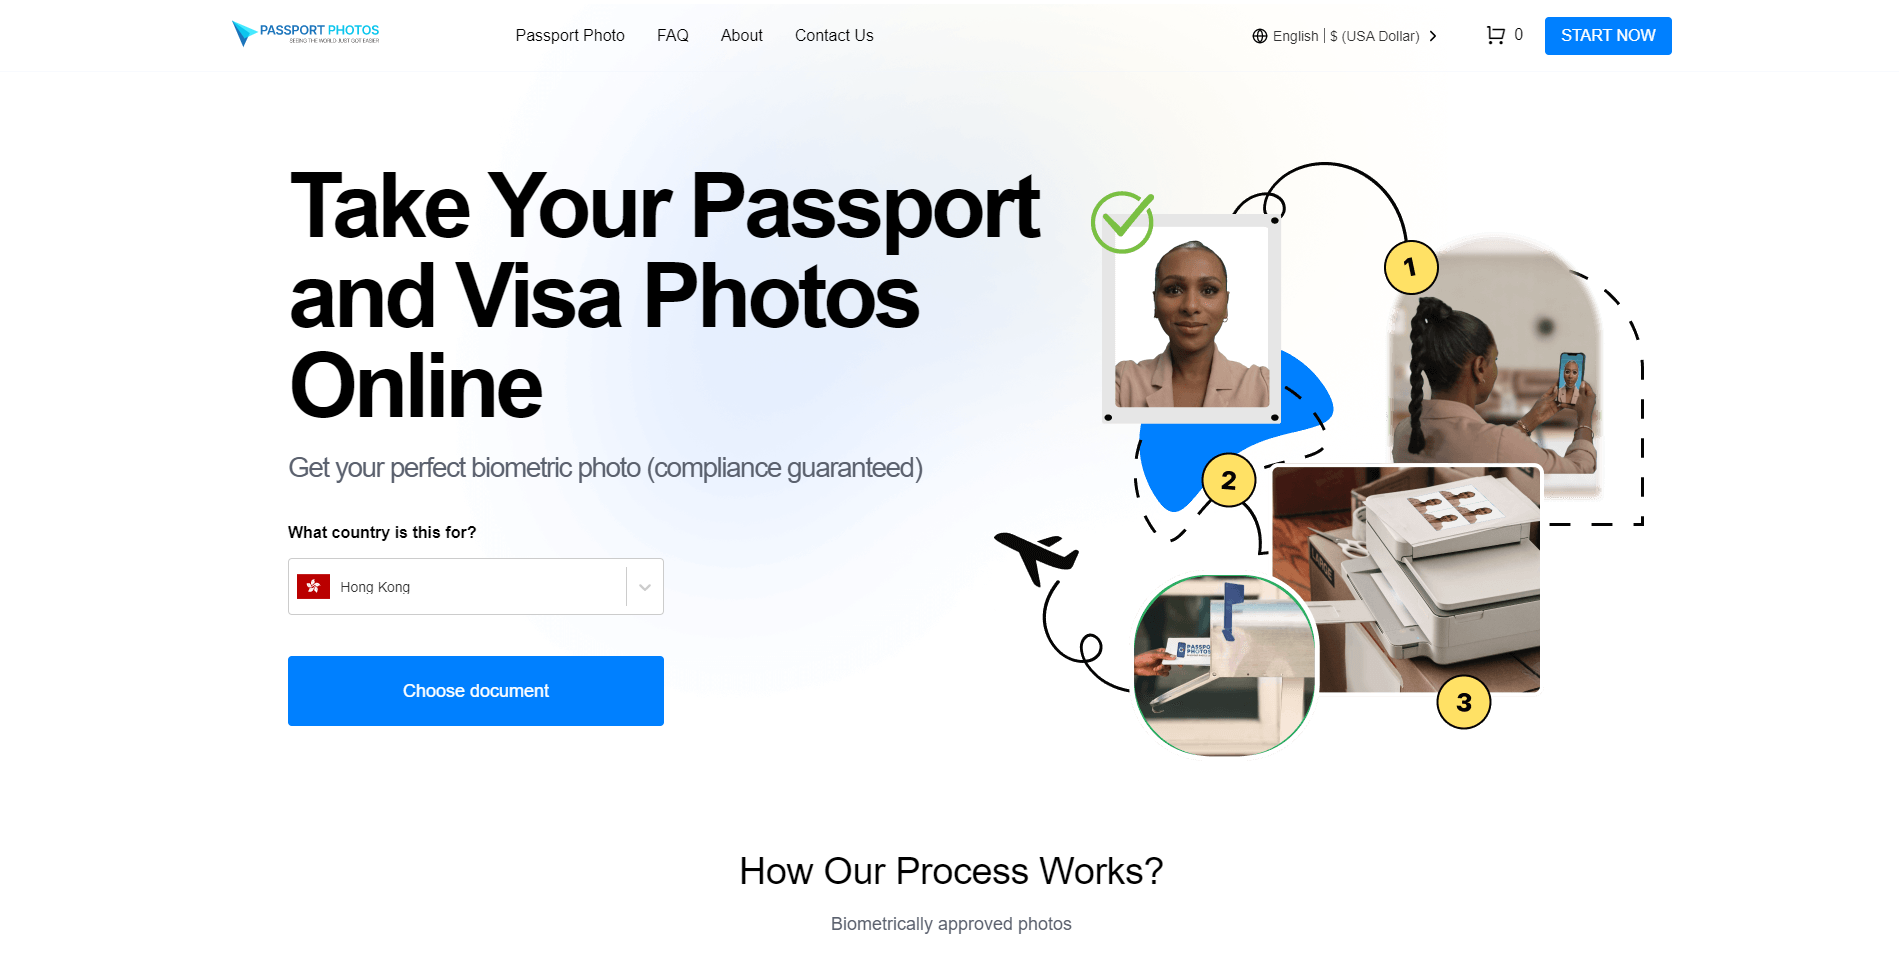 PASSPORT PHOTOS
SEEING THE WORLD JUST GOT EASIER
Passport Photo
FAQ
About
Contact Us
English | $ (USA Dollar)
0
START NOW
Take Your Passport
and Visa Photos
Online
Get your perfect biometric photo (compliance guaranteed)
What country is this for?
Hong Kong
Choose document
1
2
LARGE
PASSPO
PHOTOS
3
How Our Process Works?
Biometrically approved photos